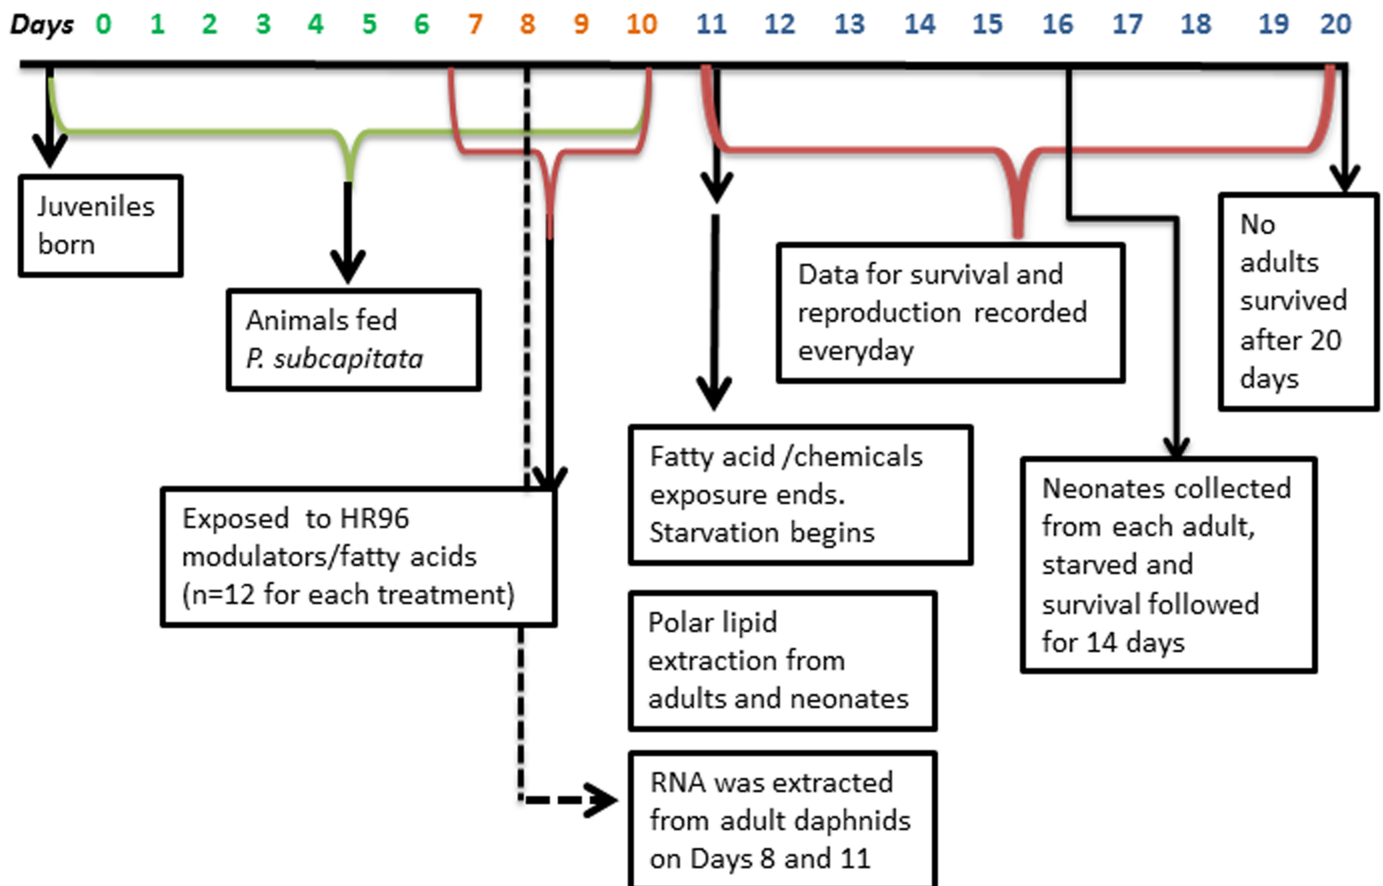 Days 0 1 2 3 4 5 6 7 8 9 10 11 12 13 14 15 16 17 18 19 20
Juveniles
born
Animals fed
P. subcapitata
Exposed to HR96
modulators/fatty acids
(n=12 for each treatment)
Fatty acid /chemicals
exposure ends.
Starvation begins
Polar lipid
extraction from
adults and neonates
RNA was extracted
from adult daphnids
on Days 8 and 11
Data for survival and
reproduction recorded
everyday
Neonates collected
from each adult,
starved and
survival followed
for 14 days
No
adults
survived
after 20
days